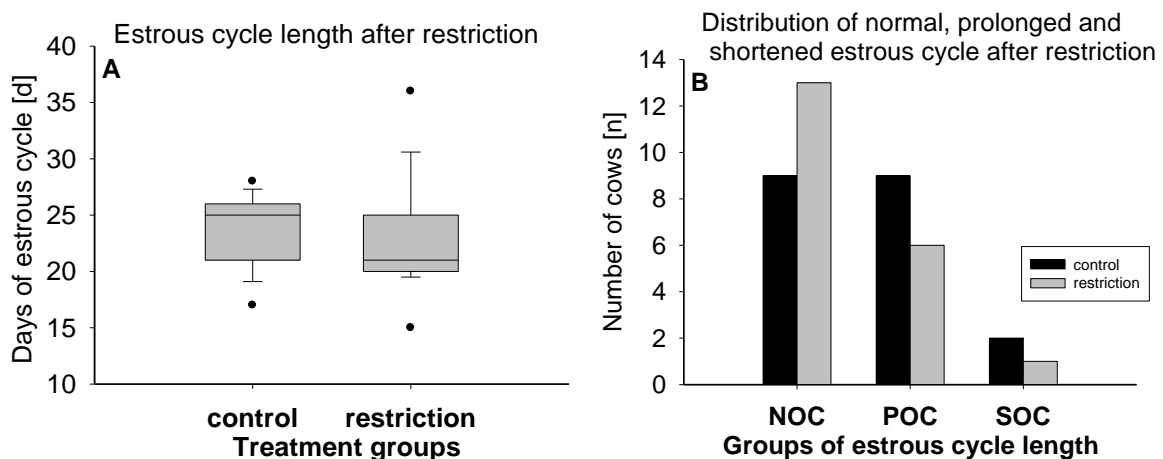 Estrous cycle length after restriction
A
Days of estrous cycle [d]
40
35
30
25
20
15
10
control restriction
Treatment groups
Distribution of normal, prolonged and
shortened estrous cycle after restriction
B
Number of cows [n]
14
12
10
8
6
4
2
0
control
restriction
NOC POC SOC
Groups of estrous cycle length